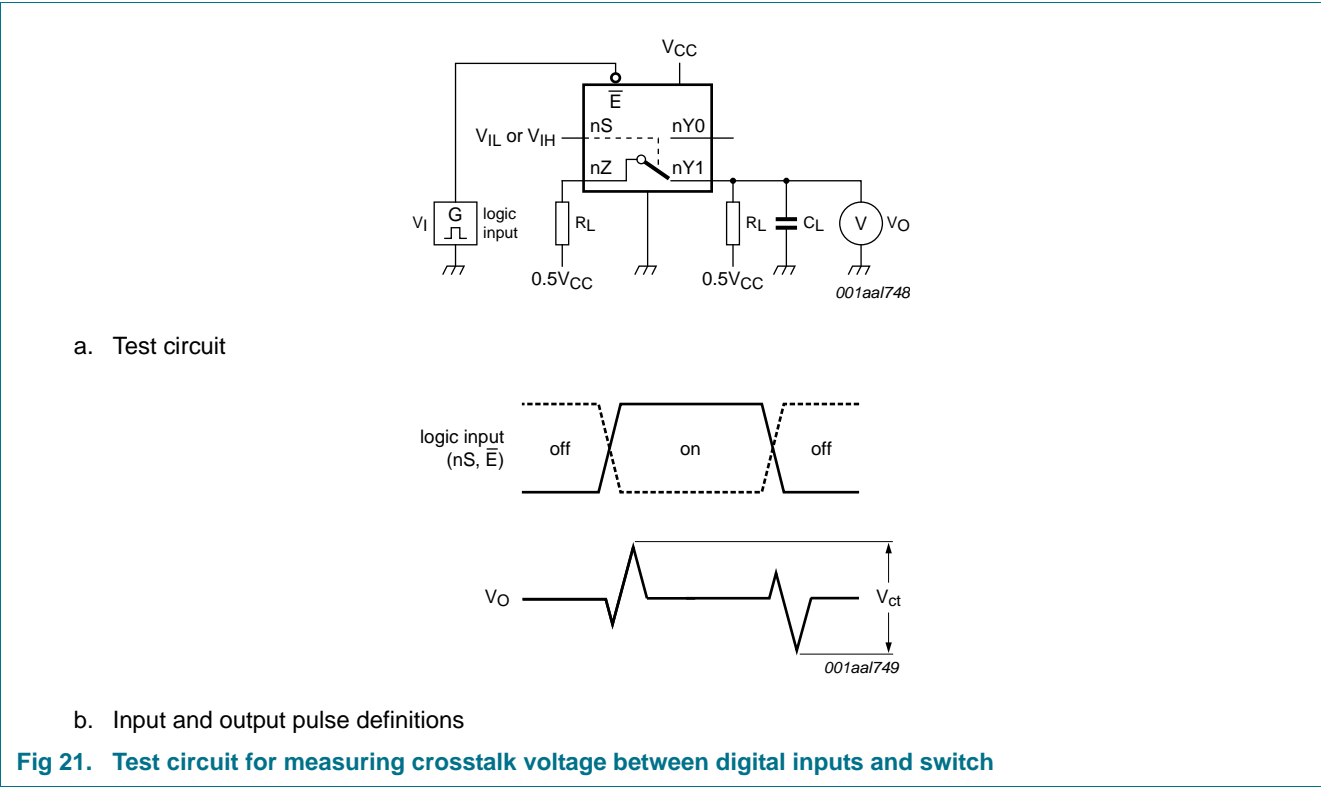 VCC
E̅
nS
nY0
VIL or VIH
nZ
nY1
VI
G
logic
input
RL
RL
CL
V
VO
0.5VCC
0.5VCC
001aal748
a. Test circuit
logic input
(nS, E̅)
off
on
off
VO
Vct
001aal749
b. Input and output pulse definitions
Fig 21. Test circuit for measuring crosstalk voltage between digital inputs and switch